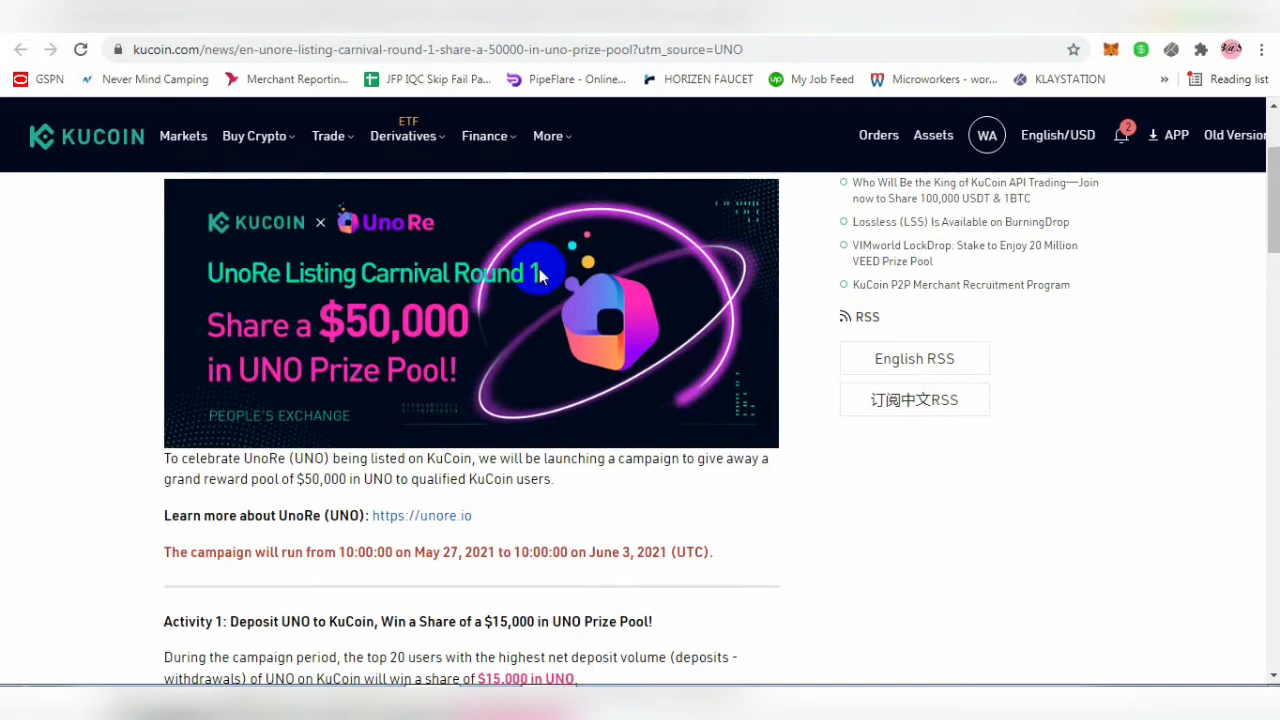 kucoin.com/news/en-unore-listing-carnival-round-1-share-a-50000-in-uno-prize-pool?utm_source=UNO
GSPN Never Mind Camping Merchant Reportin... JFP IQC Skip Fail Pa... PipeFlare - Online... HORIZEN FAUCET My Job Feed Microworkers - wor... KLAYSTATION » Reading list
ETF
KUCOIN Markets Buy Crypto Trade Derivatives Finance More Orders Assets WA English/USD 2 APP Old Versio
KUCOIN × Uno Re
UnoRe Listing Carnival Round 1
Share a $50,000
in UNO Prize Pool!
PEOPLE'S EXCHANGE
Who Will Be the King of KuCoin API Trading—Join
now to Share 100,000 USDT & 1BTC
Lossless (LSS) Is Available on BurningDrop
VIMworld LockDrop: Stake to Enjoy 20 Million
VEED Prize Pool
KuCoin P2P Merchant Recruitment Program
RSS
English RSS
订阅中文RSS
To celebrate UnoRe (UNO) being listed on KuCoin, we will be launching a campaign to give away a
grand reward pool of $50,000 in UNO to qualified KuCoin users.
Learn more about UnoRe (UNO): https://unore.io
The campaign will run from 10:00:00 on May 27, 2021 to 10:00:00 on June 3, 2021 (UTC).
Activity 1: Deposit UNO to KuCoin, Win a Share of a $15,000 in UNO Prize Pool!
During the campaign period, the top 20 users with the highest net deposit volume (deposits -
withdrawals) of UNO on KuCoin will win a share of $15,000 in UNO.